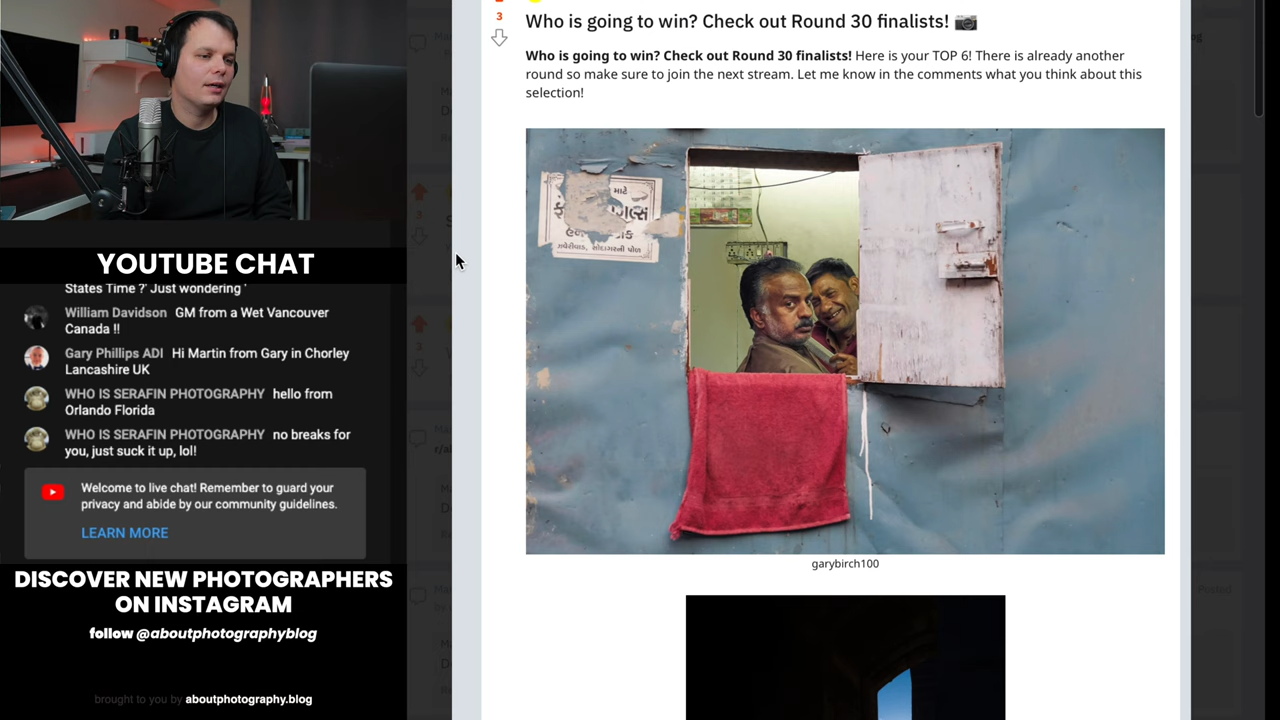 YOUTUBE CHAT
States Time ?' Just wondering '
William Davidson GM from a Wet Vancouver
Canada !!
Gary Phillips ADI Hi Martin from Gary in Chorley
Lancashire UK
WHO IS SERAFIN PHOTOGRAPHY hello from
Orlando Florida
WHO IS SERAFIN PHOTOGRAPHY no breaks for
you, just suck it up, lol!
Welcome to live chat! Remember to guard your
privacy and abide by our community guidelines.
LEARN MORE
DISCOVER NEW PHOTOGRAPHERS
ON INSTAGRAM
follow @aboutphotographyblog
brought to you by aboutphotography.blog
3
Who is going to win? Check out Round 30 finalists!
Who is going to win? Check out Round 30 finalists! Here is your TOP 6! There is already another
round so make sure to join the next stream. Let me know in the comments what you think about this
selection!
માટે
ઝવેરીવાડ, સોદાગરની પોળ
garybirch100
Posted